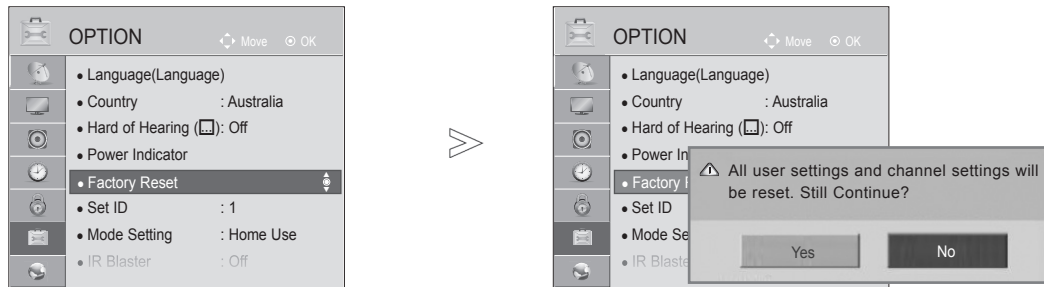 OPTION
Move OK
• Language(Language)
• Country : Australia
• Hard of Hearing (...): Off
• Power Indicator
• Factory Reset
• Set ID : 1
• Mode Setting : Home Use
• IR Blaster : Off
OPTION
Move OK
• Language(Language)
• Country : Australia
• Hard of Hearing (...): Off
• Power In
• Factory R
• Set ID
• Mode Se
• IR Blaste
All user settings and channel settings will
be reset. Still Continue?
Yes No